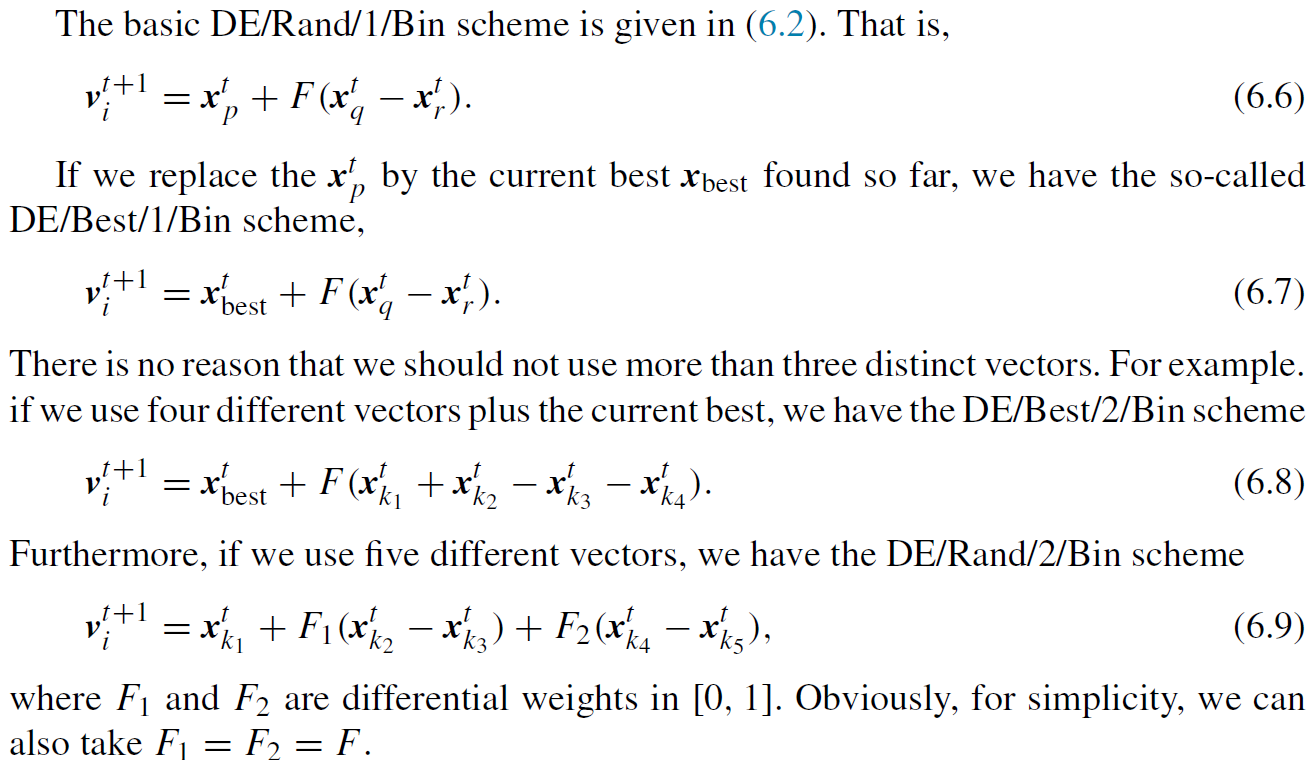 The basic DE/Rand/1/Bin scheme is given in (6.2). That is,
v_i^{t+1} = x_p^t + F(x_q^t − x_r^t). (6.6)
If we replace the x_p^t by the current best x_best found so far, we have the so-called
DE/Best/1/Bin scheme,
v_i^{t+1} = x_best^t + F(x_q^t − x_r^t). (6.7)
There is no reason that we should not use more than three distinct vectors. For example.
if we use four different vectors plus the current best, we have the DE/Best/2/Bin scheme
v_i^{t+1} = x_best^t + F(x_{k_1}^t + x_{k_2}^t − x_{k_3}^t − x_{k_4}^t). (6.8)
Furthermore, if we use five different vectors, we have the DE/Rand/2/Bin scheme
v_i^{t+1} = x_{k_1}^t + F_1(x_{k_2}^t − x_{k_3}^t) + F_2(x_{k_4}^t − x_{k_5}^t), (6.9)
where F_1 and F_2 are differential weights in [0, 1]. Obviously, for simplicity, we can
also take F_1 = F_2 = F.